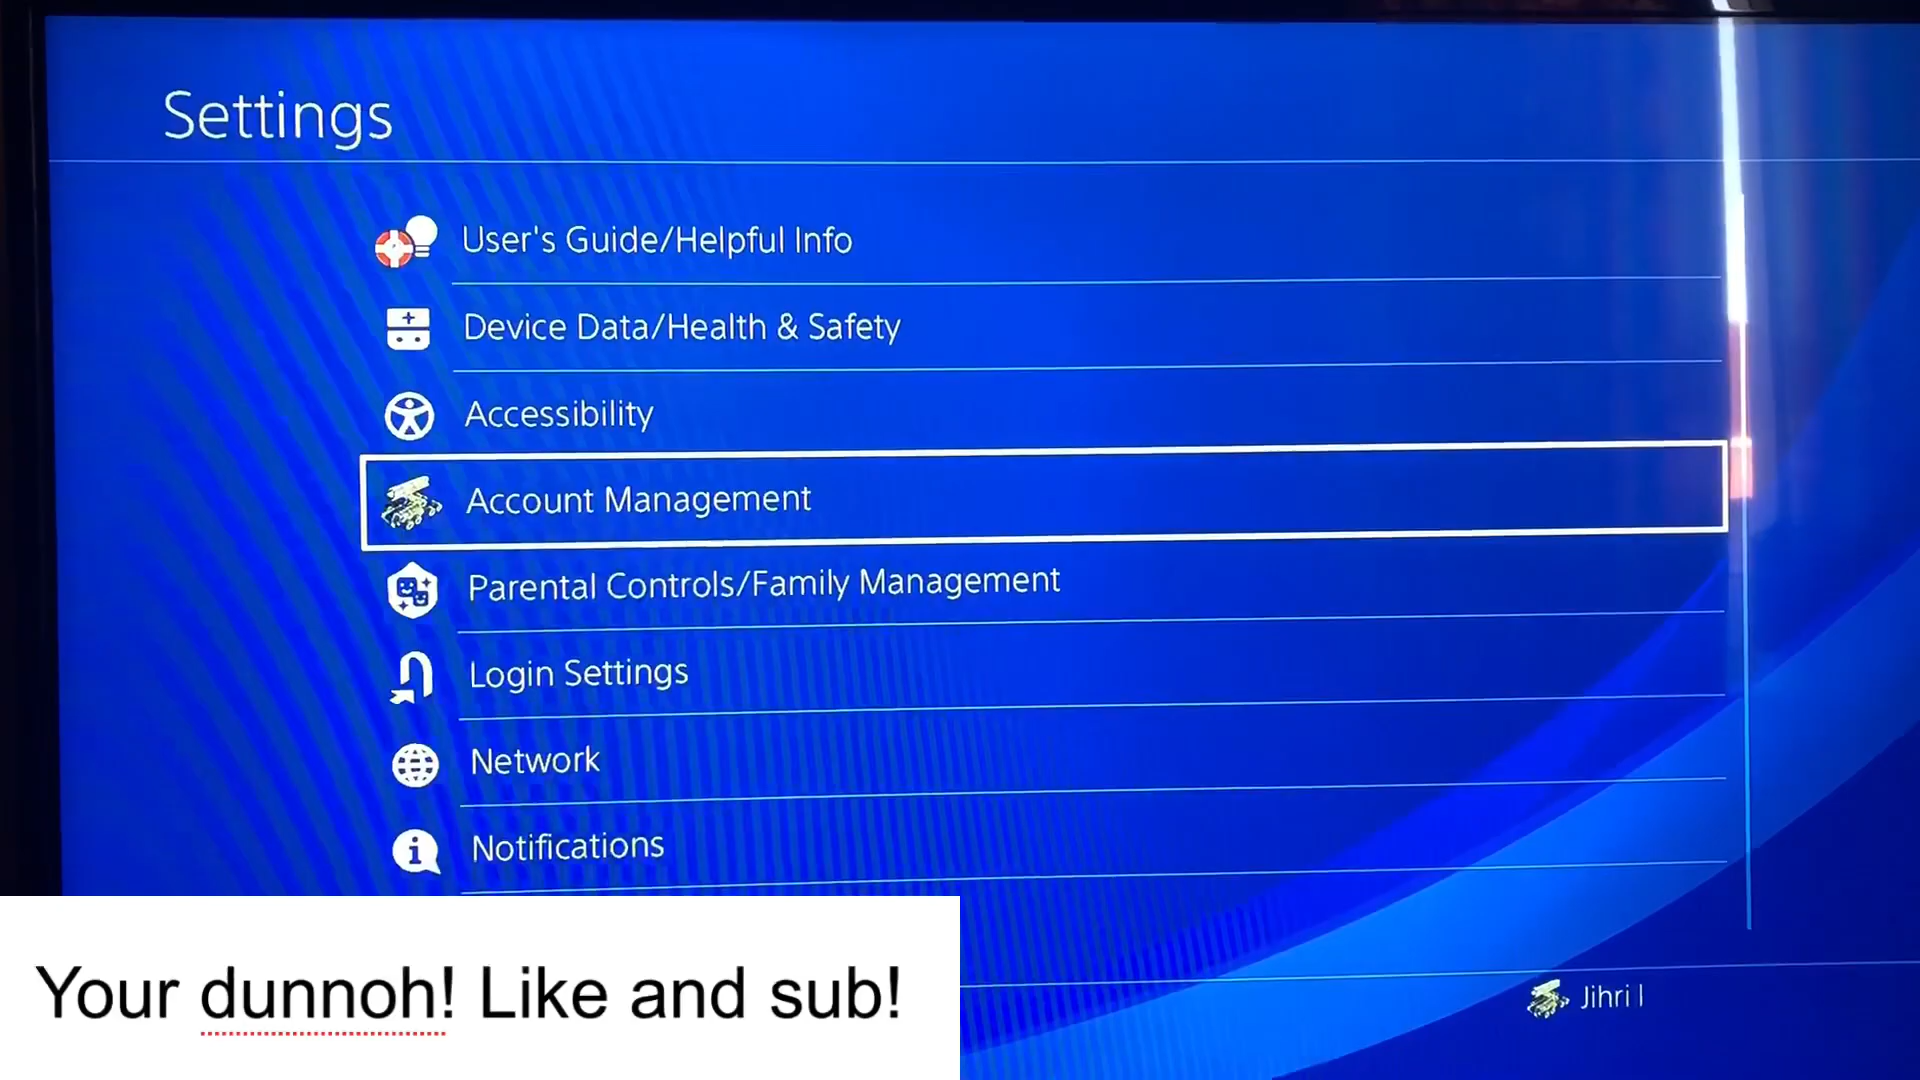 Settings
User's Guide/Helpful Info
Device Data/Health & Safety
Accessibility
Account Management
Parental Controls/Family Management
Login Settings
Network
Notifications
Jihri I
Your dunnoh! Like and sub!